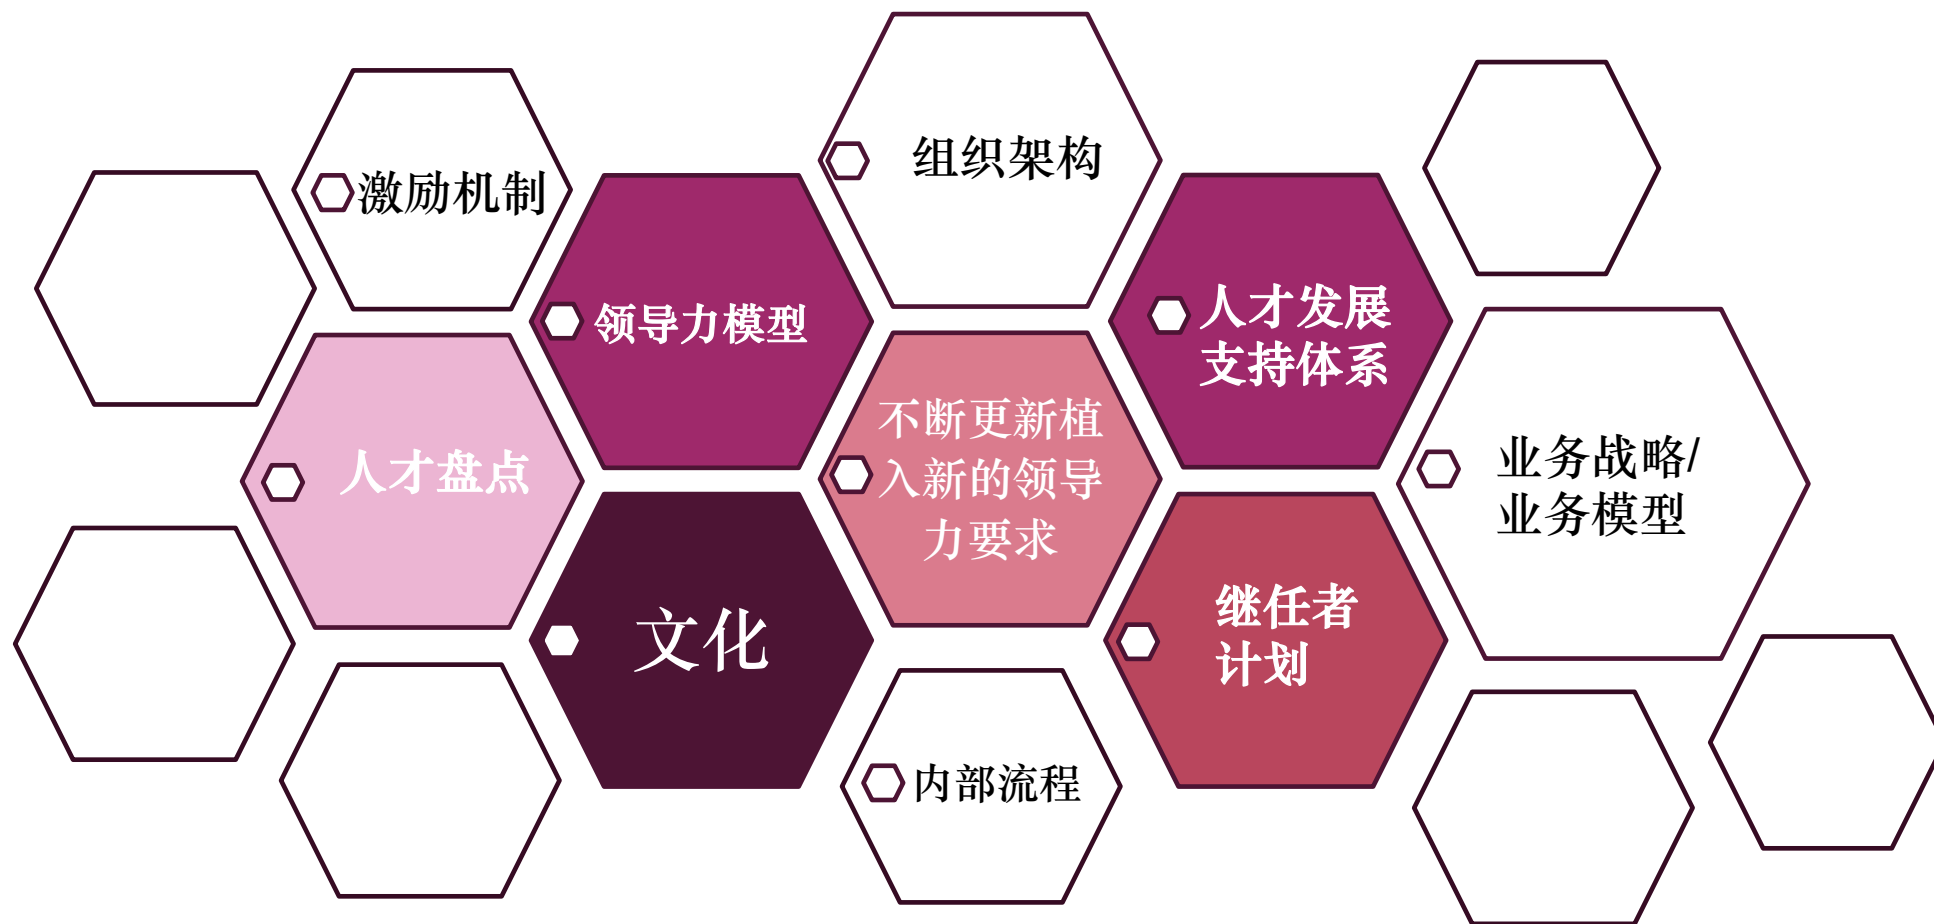 组织架构
激励机制
领导力模型
人才发展
支持体系
人才盘点
不断更新植
入新的领导
力要求
业务战略/
业务模型
文化
继任者
计划
内部流程